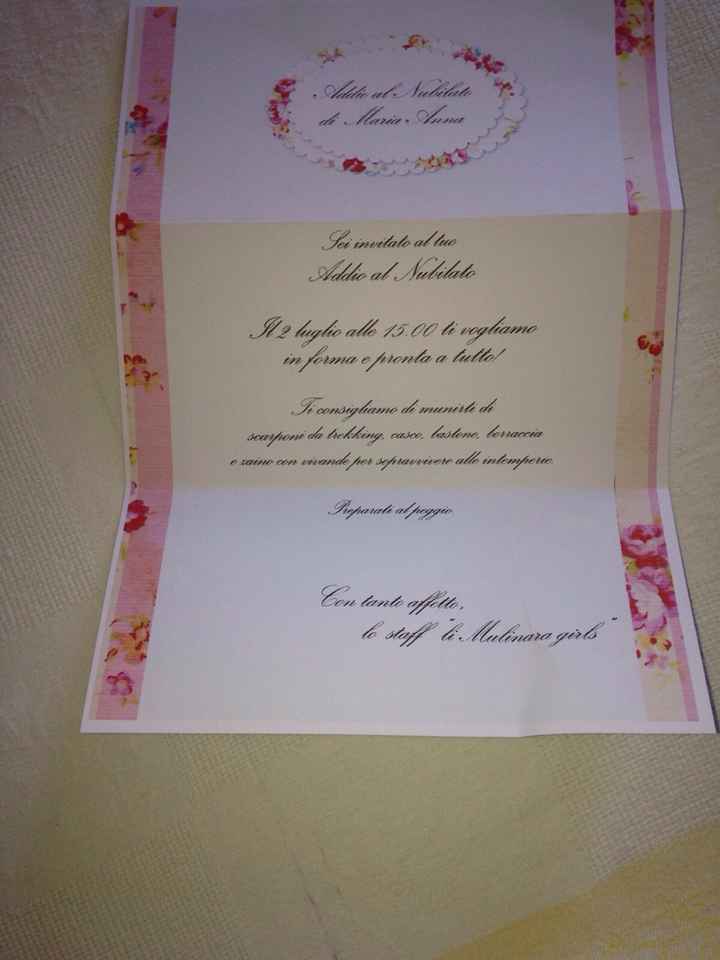 Addio al Nubilato
di Maria Anna
Sei invitato al tuo
Addio al Nubilato
Il 2 luglio alle 15.00 ti vogliamo
in forma e pronta a tutto!
Ti consigliamo di munirti di
scarponi da trekking, casco, bastone, borraccia
e zaino con vivande per sopravvivere alle intemperie.
Preparati al peggio.
Con tanto affetto,
lo staff "li Mulinara girls"